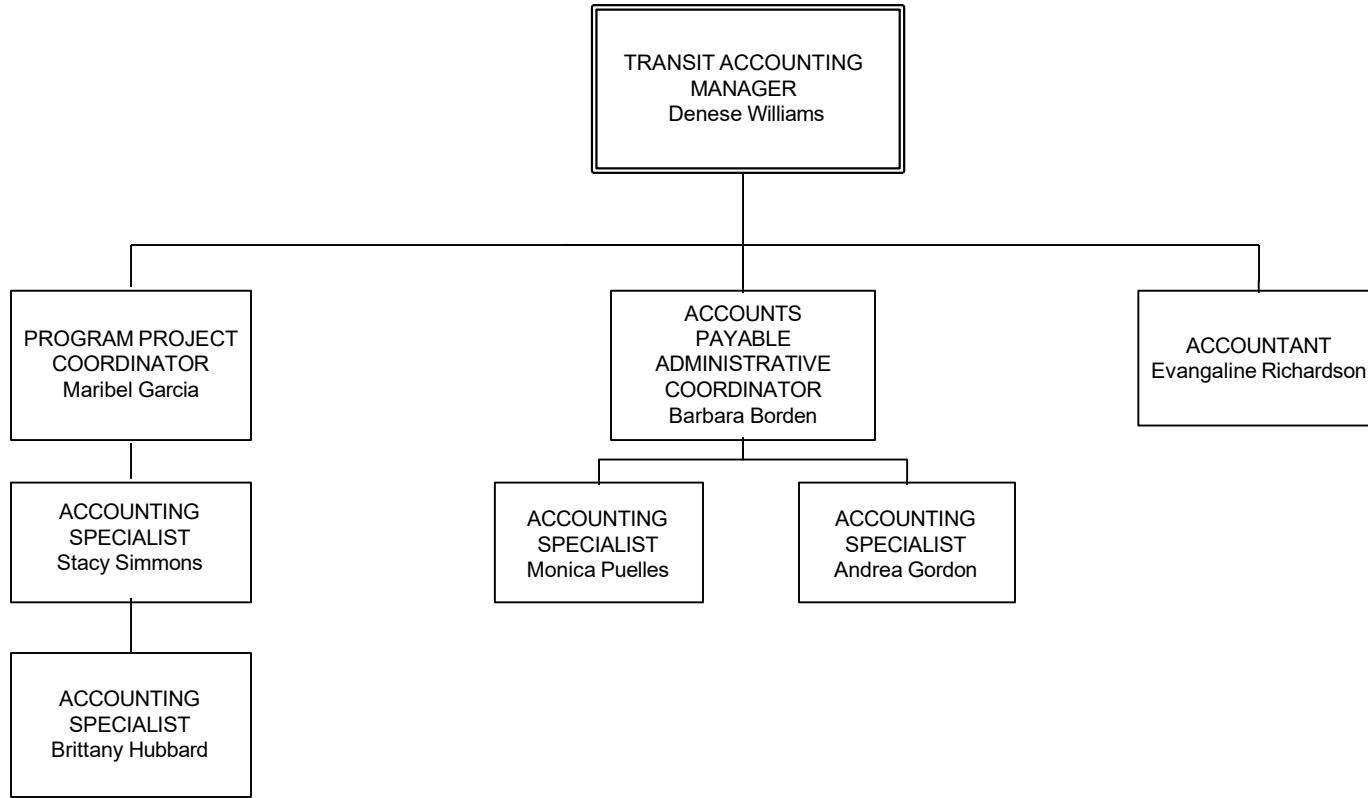 TRANSIT ACCOUNTING
MANAGER
Denese Williams
PROGRAM PROJECT
COORDINATOR
Maribel Garcia
ACCOUNTS
PAYABLE
ADMINISTRATIVE
COORDINATOR
Barbara Borden
ACCOUNTANT
Evangaline Richardson
ACCOUNTING
SPECIALIST
Stacy Simmons
ACCOUNTING
SPECIALIST
Monica Puelles
ACCOUNTING
SPECIALIST
Andrea Gordon
ACCOUNTING
SPECIALIST
Brittany Hubbard